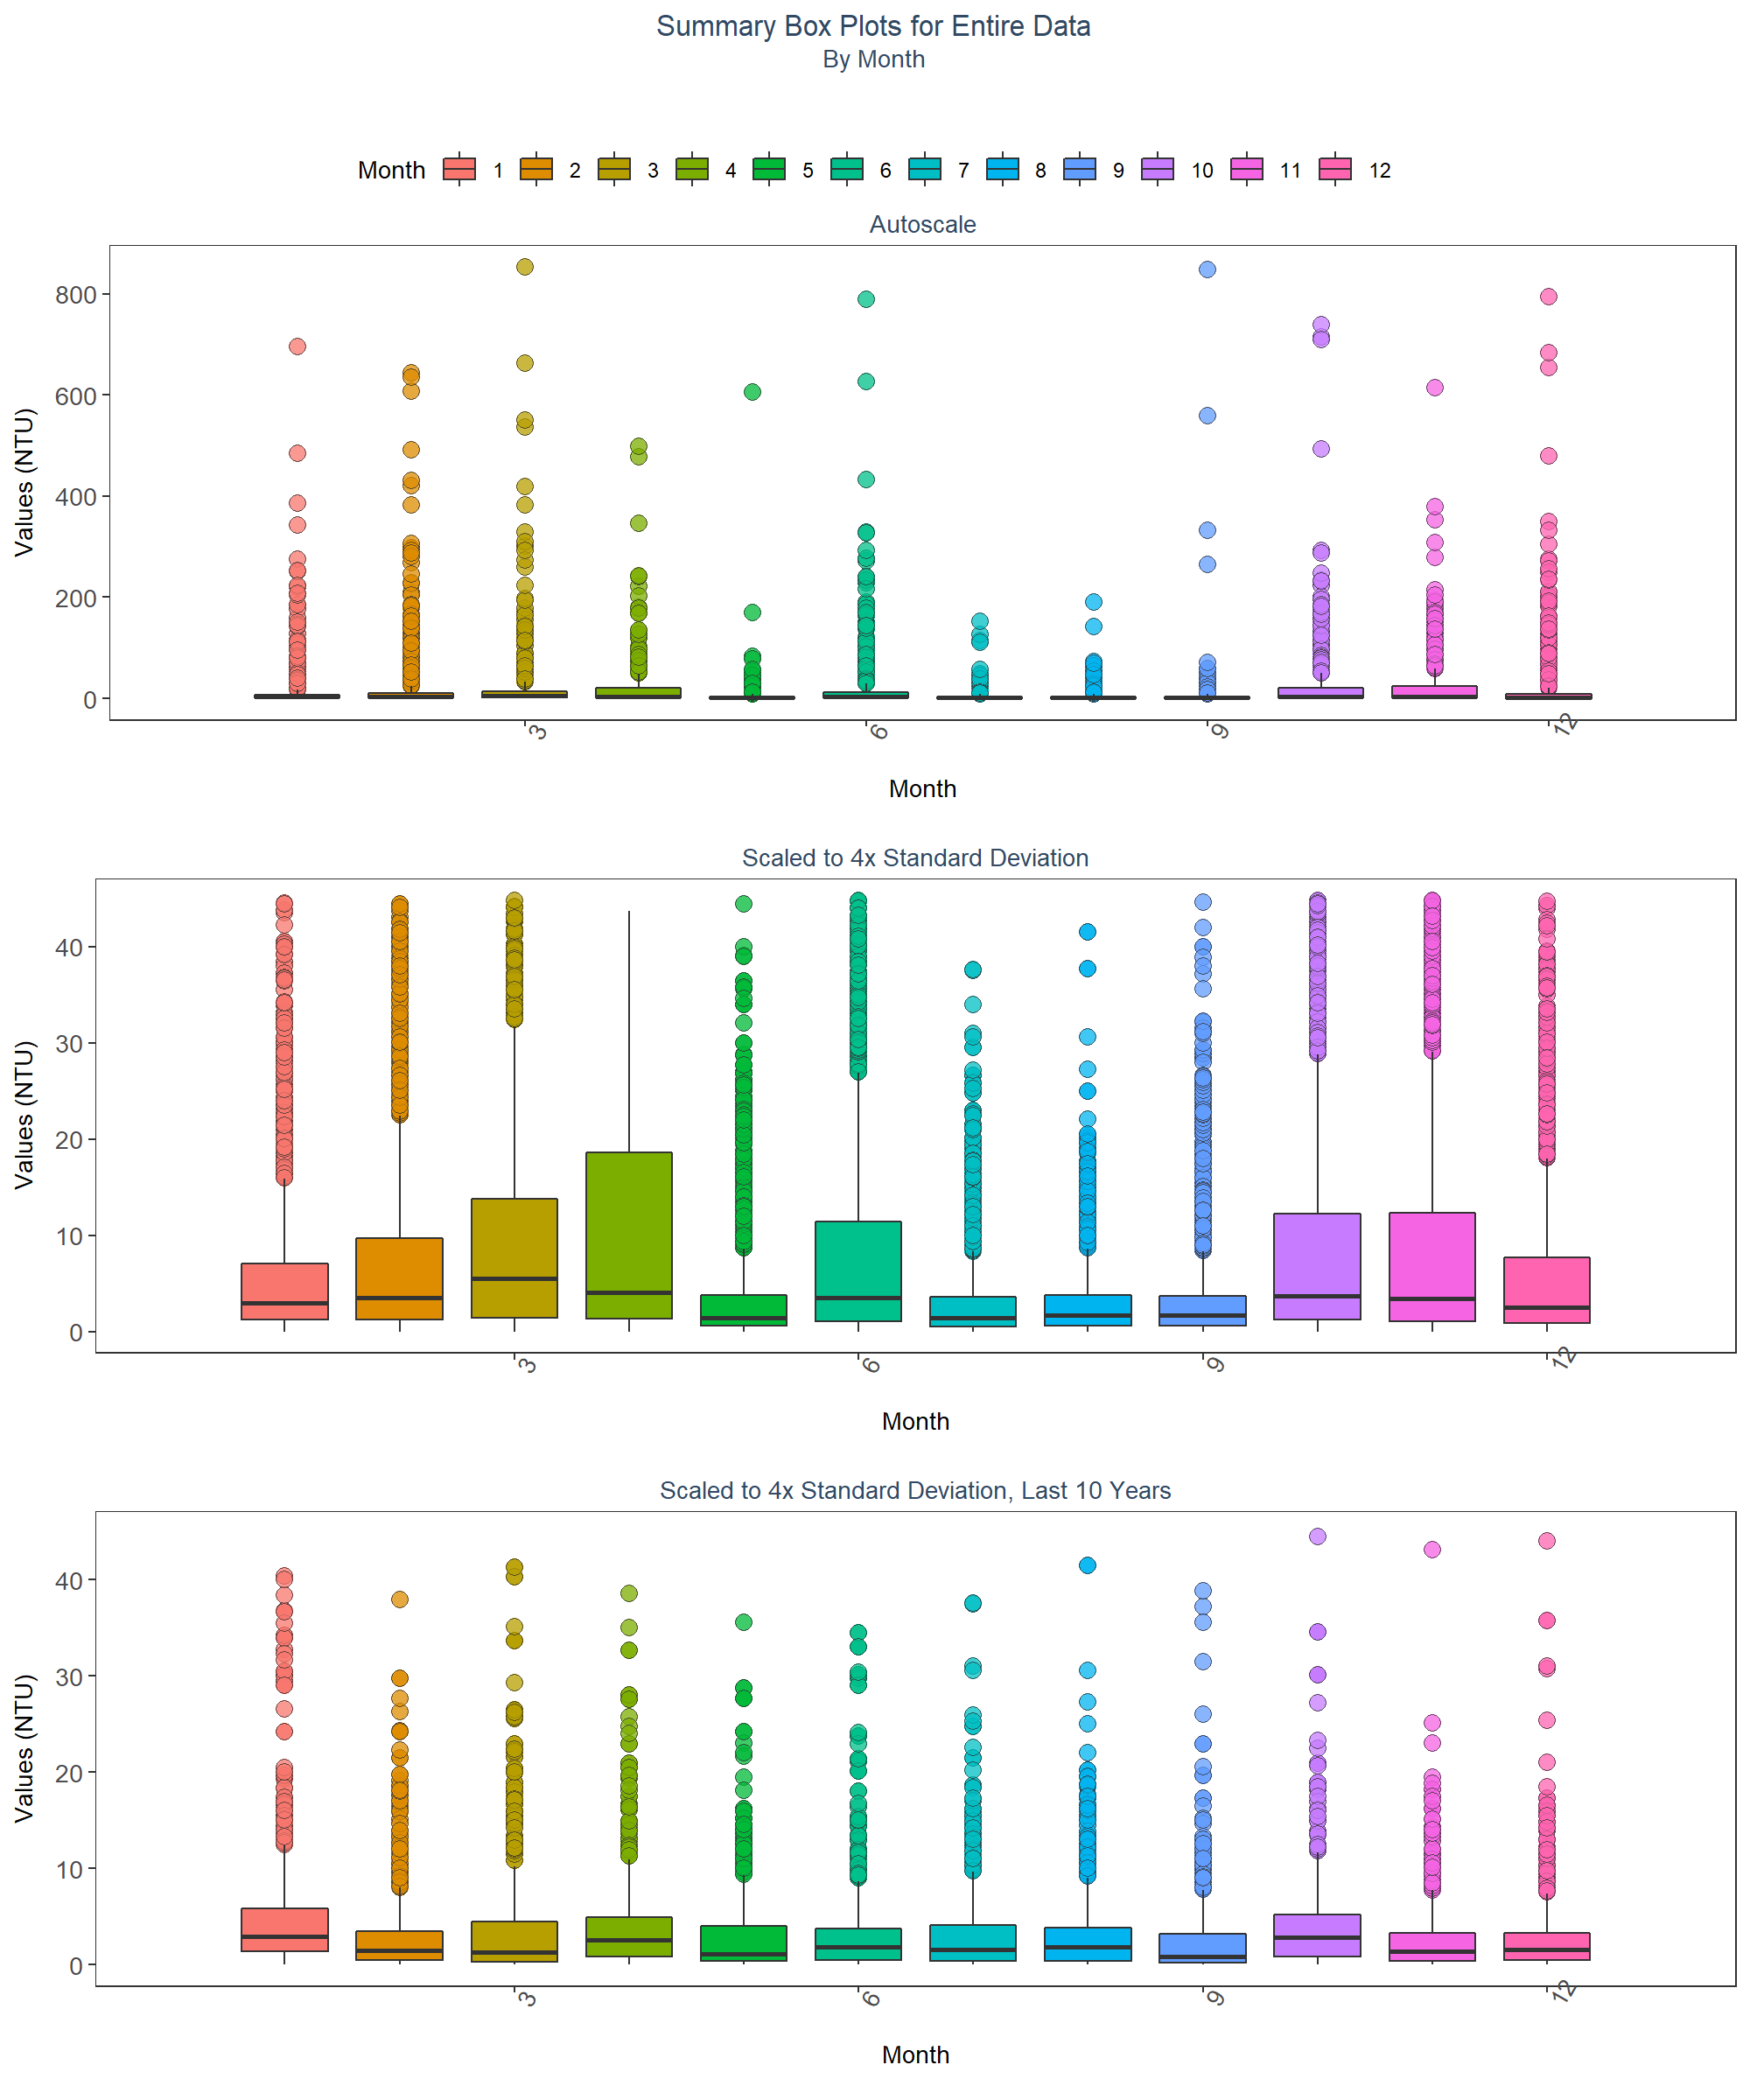 Summary Box Plots for Entire Data
By Month
Month 1 2 3 4 5 6 7 8 9 10 11 12
Autoscale
Values (NTU)
800
600
400
200
0
3 6 9 12
Month
Scaled to 4x Standard Deviation
Values (NTU)
40
30
20
10
0
3 6 9 12
Month
Scaled to 4x Standard Deviation, Last 10 Years
Values (NTU)
40
30
20
10
0
3 6 9 12
Month